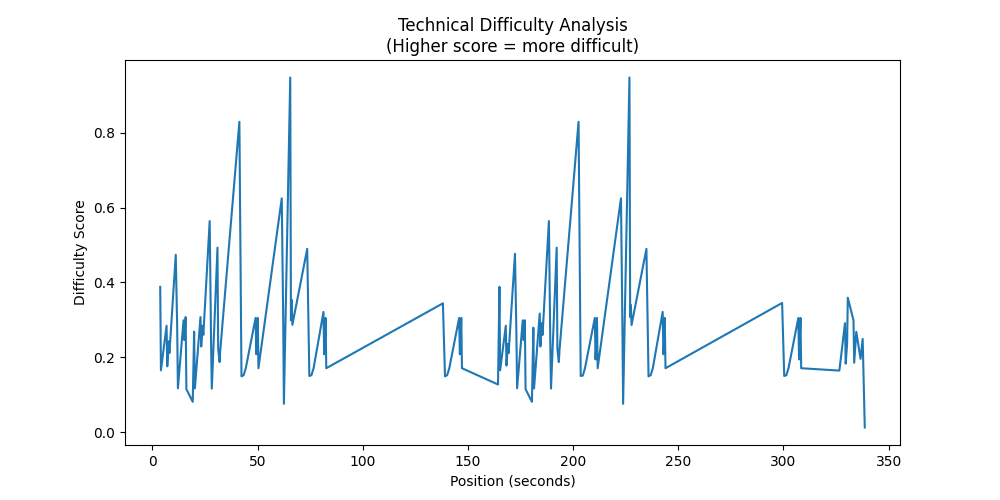 Technical Difficulty Analysis
(Higher score = more difficult)
Difficulty Score
0.8
0.6
0.4
0.2
0.0
0 50 100 150 200 250 300 350
Position (seconds)